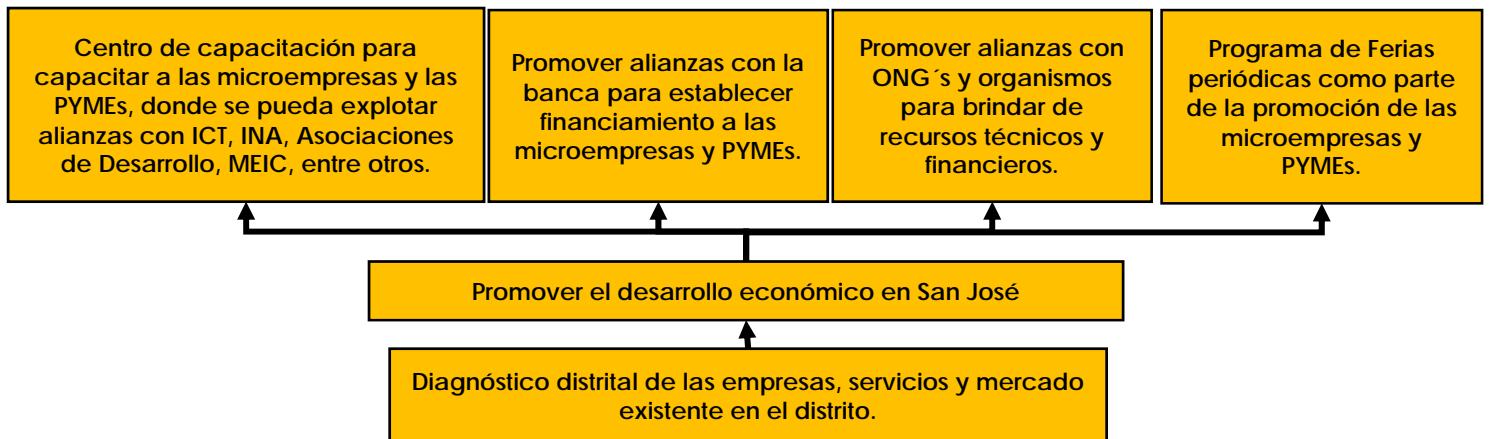 Centro de capacitación para
capacitar a las microempresas y las
PYMEs, donde se pueda explotar
alianzas con ICT, INA, Asociaciones
de Desarrollo, MEIC, entre otros.
Promover alianzas con la
banca para establecer
financiamiento a las
microempresas y PYMEs.
Promover alianzas con
ONG´s y organismos
para brindar de
recursos técnicos y
financieros.
Programa de Ferias
periódicas como parte
de la promoción de las
microempresas y
PYMEs.
Promover el desarrollo económico en San José
Diagnóstico distrital de las empresas, servicios y mercado
existente en el distrito.